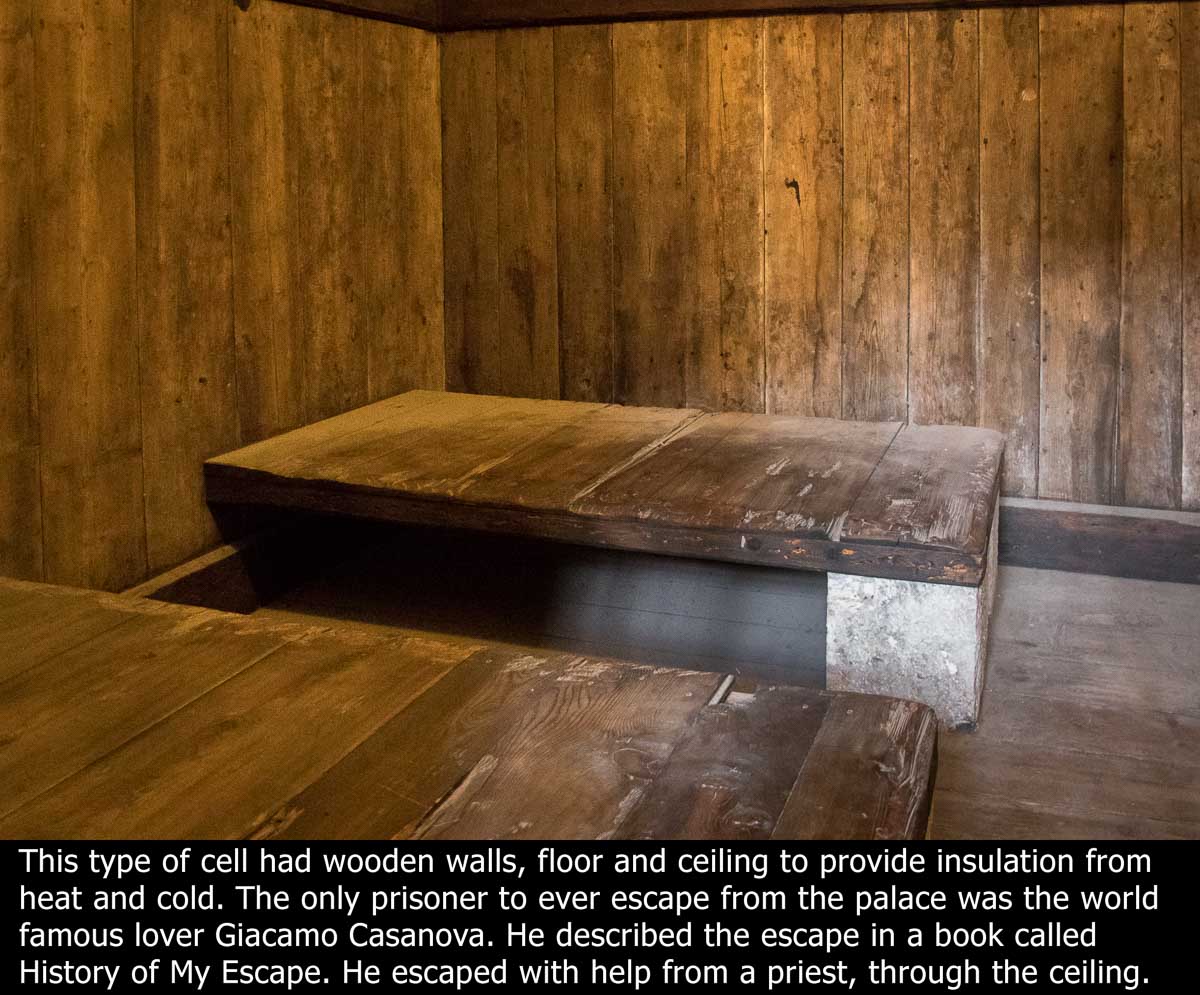 This type of cell had wooden walls, floor and ceiling to provide insulation from
heat and cold. The only prisoner to ever escape from the palace was the world
famous lover Giacamo Casanova. He described the escape in a book called
History of My Escape. He escaped with help from a priest, through the ceiling.